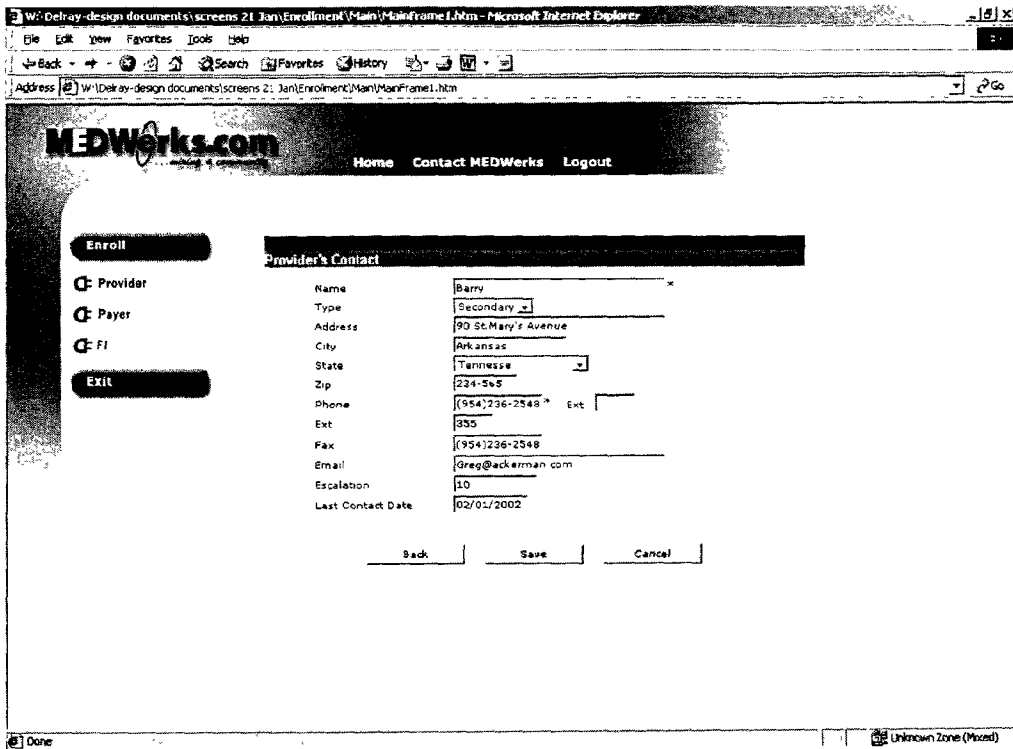 W:\Delray-design documents\screens 21 Jan\Enrollment\Main\MainFrame1.htm - Microsoft Internet Explorer
File Edit View Favorites Tools Help
Back Search Favorites History
Address W:\Delray-design documents\screens 21 Jan\Enrollment\Main\MainFrame1.htm Go
MEDWerks.com
Home Contact MEDWerks Logout
Enroll
Provider
Payer
FI
Exit
Provider's Contact
Name Barry *
Type Secondary
Address 90 St.Mary's Avenue
City Arkansas
State Tennesse
Zip 234-565
Phone (954)236-2548 * Ext
Ext 355
Fax (954)236-2548
Email Greg@ackerman.com
Escalation 10
Last Contact Date 02/01/2002
Back Save Cancel
Done Unknown Zone (Mixed)